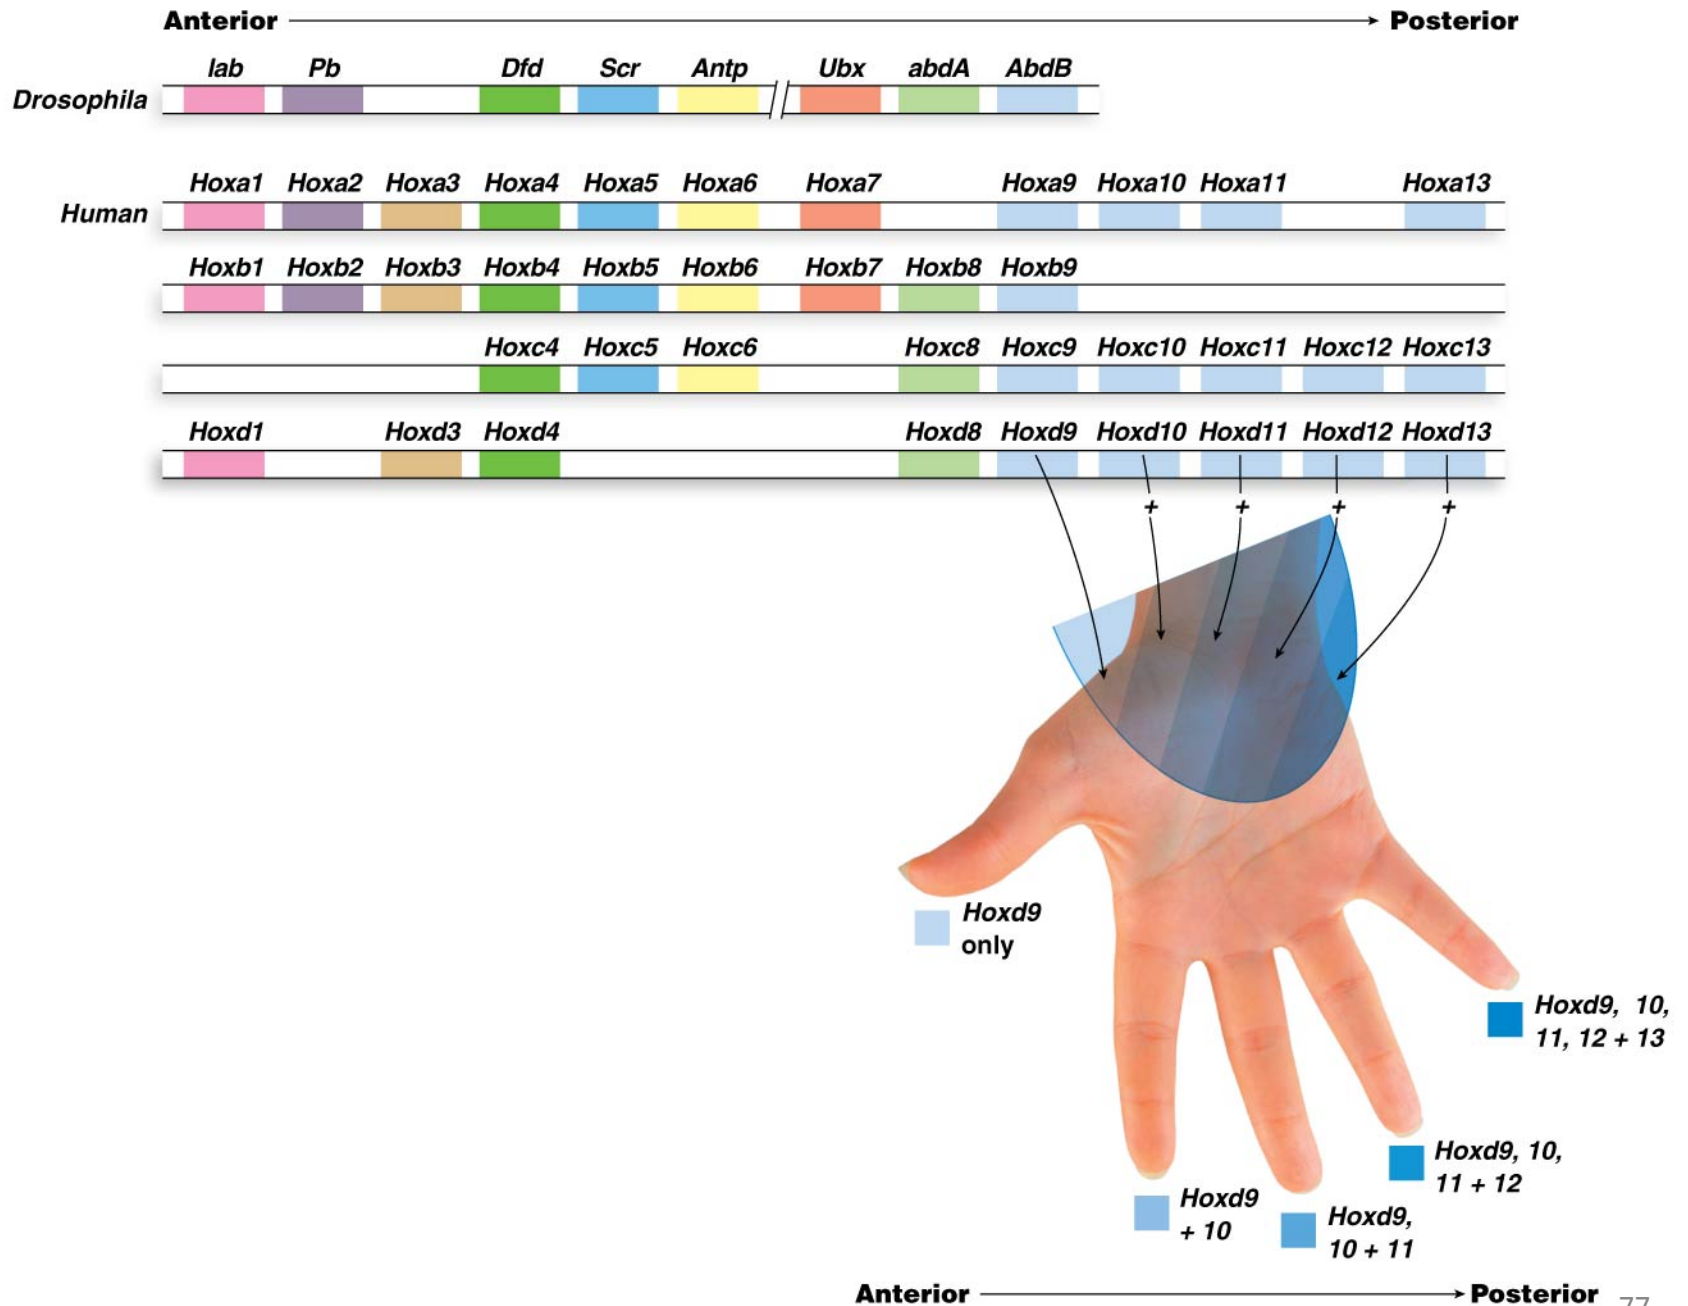 Anterior Posterior
lab Pb Dfd Scr Antp Ubx abdA AbdB
Drosophila
Hoxa1 Hoxa2 Hoxa3 Hoxa4 Hoxa5 Hoxa6 Hoxa7 Hoxa9 Hoxa10 Hoxa11 Hoxa13
Human
Hoxb1 Hoxb2 Hoxb3 Hoxb4 Hoxb5 Hoxb6 Hoxb7 Hoxb8 Hoxb9
Hoxc4 Hoxc5 Hoxc6 Hoxc8 Hoxc9 Hoxc10 Hoxc11 Hoxc12 Hoxc13
Hoxd1 Hoxd3 Hoxd4 Hoxd8 Hoxd9 Hoxd10 Hoxd11 Hoxd12 Hoxd13
+ + + +
Hoxd9
only
Hoxd9, 10,
11, 12 + 13
Hoxd9, 10,
11 + 12
Hoxd9
+ 10
Hoxd9,
10 + 11
Anterior Posterior